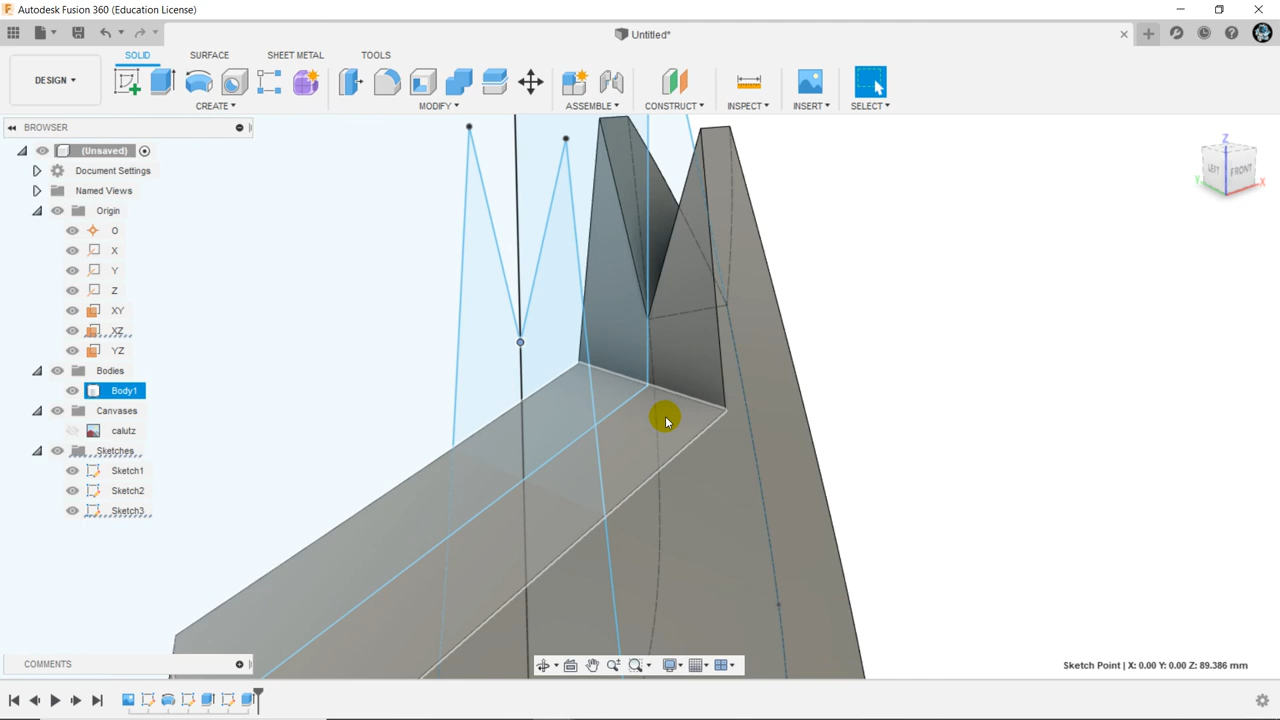 Autodesk Fusion 360 (Education License)
Untitled*
SOLID SURFACE SHEET METAL TOOLS
DESIGN
CREATE MODIFY ASSEMBLE CONSTRUCT INSPECT INSERT SELECT
BROWSER
(Unsaved)
Document Settings
Named Views
Origin
O
X
Y
Z
XY
XZ
YZ
Bodies
Body1
Canvases
calutz
Sketches
Sketch1
Sketch2
Sketch3
Z
LEFT FRONT
Y X
COMMENTS
Sketch Point | X: 0.00 Y: 0.00 Z: 89.386 mm